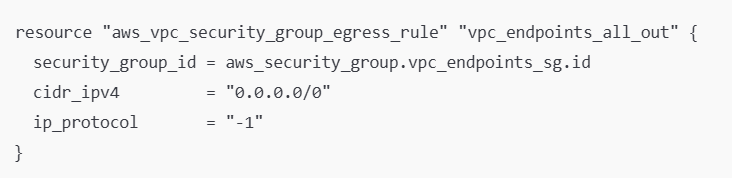 resource "aws_vpc_security_group_egress_rule" "vpc_endpoints_all_out" {
  security_group_id = aws_security_group.vpc_endpoints_sg.id
  cidr_ipv4         = "0.0.0.0/0"
  ip_protocol       = "-1"
}